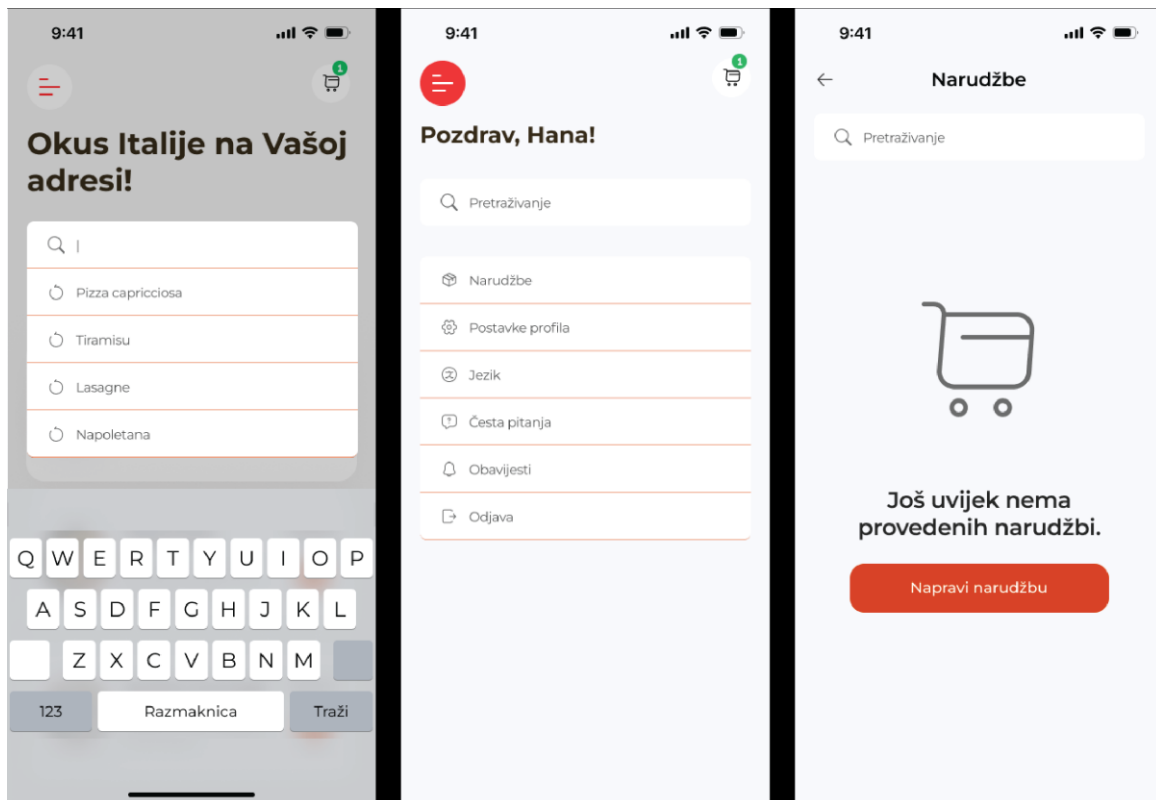 9:41
1
Okus Italije na Vašoj
adresi!
Pizza capricciosa
Tiramisu
Lasagne
Napoletana
Q W E R T Y U I O P
A S D F G H J K L
Z X C V B N M
123 Razmaknica Traži
9:41
1
Pozdrav, Hana!
Pretraživanje
Narudžbe
Postavke profila
Jezik
Česta pitanja
Obavijesti
Odjava
9:41
Narudžbe
Pretraživanje
Još uvijek nema
provedenih narudžbi.
Napravi narudžbu